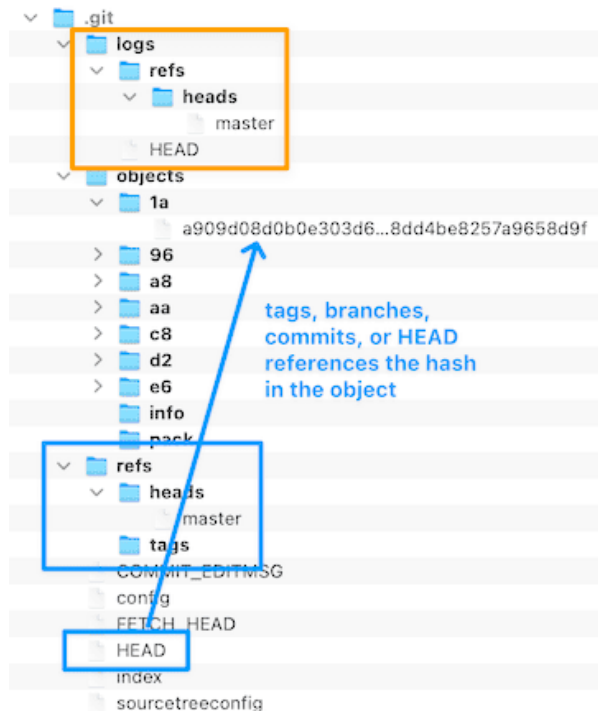 .git
logs
refs
heads
master
HEAD
objects
1a
a909d08d0b0e303d6...8dd4be8257a9658d9f
96
a8
aa
c8
d2
e6
info
pack
tags, branches,
commits, or HEAD
references the hash
in the object
refs
heads
master
tags
COMMIT_EDITMSG
config
FETCH_HEAD
HEAD
index
sourcetreeconfig